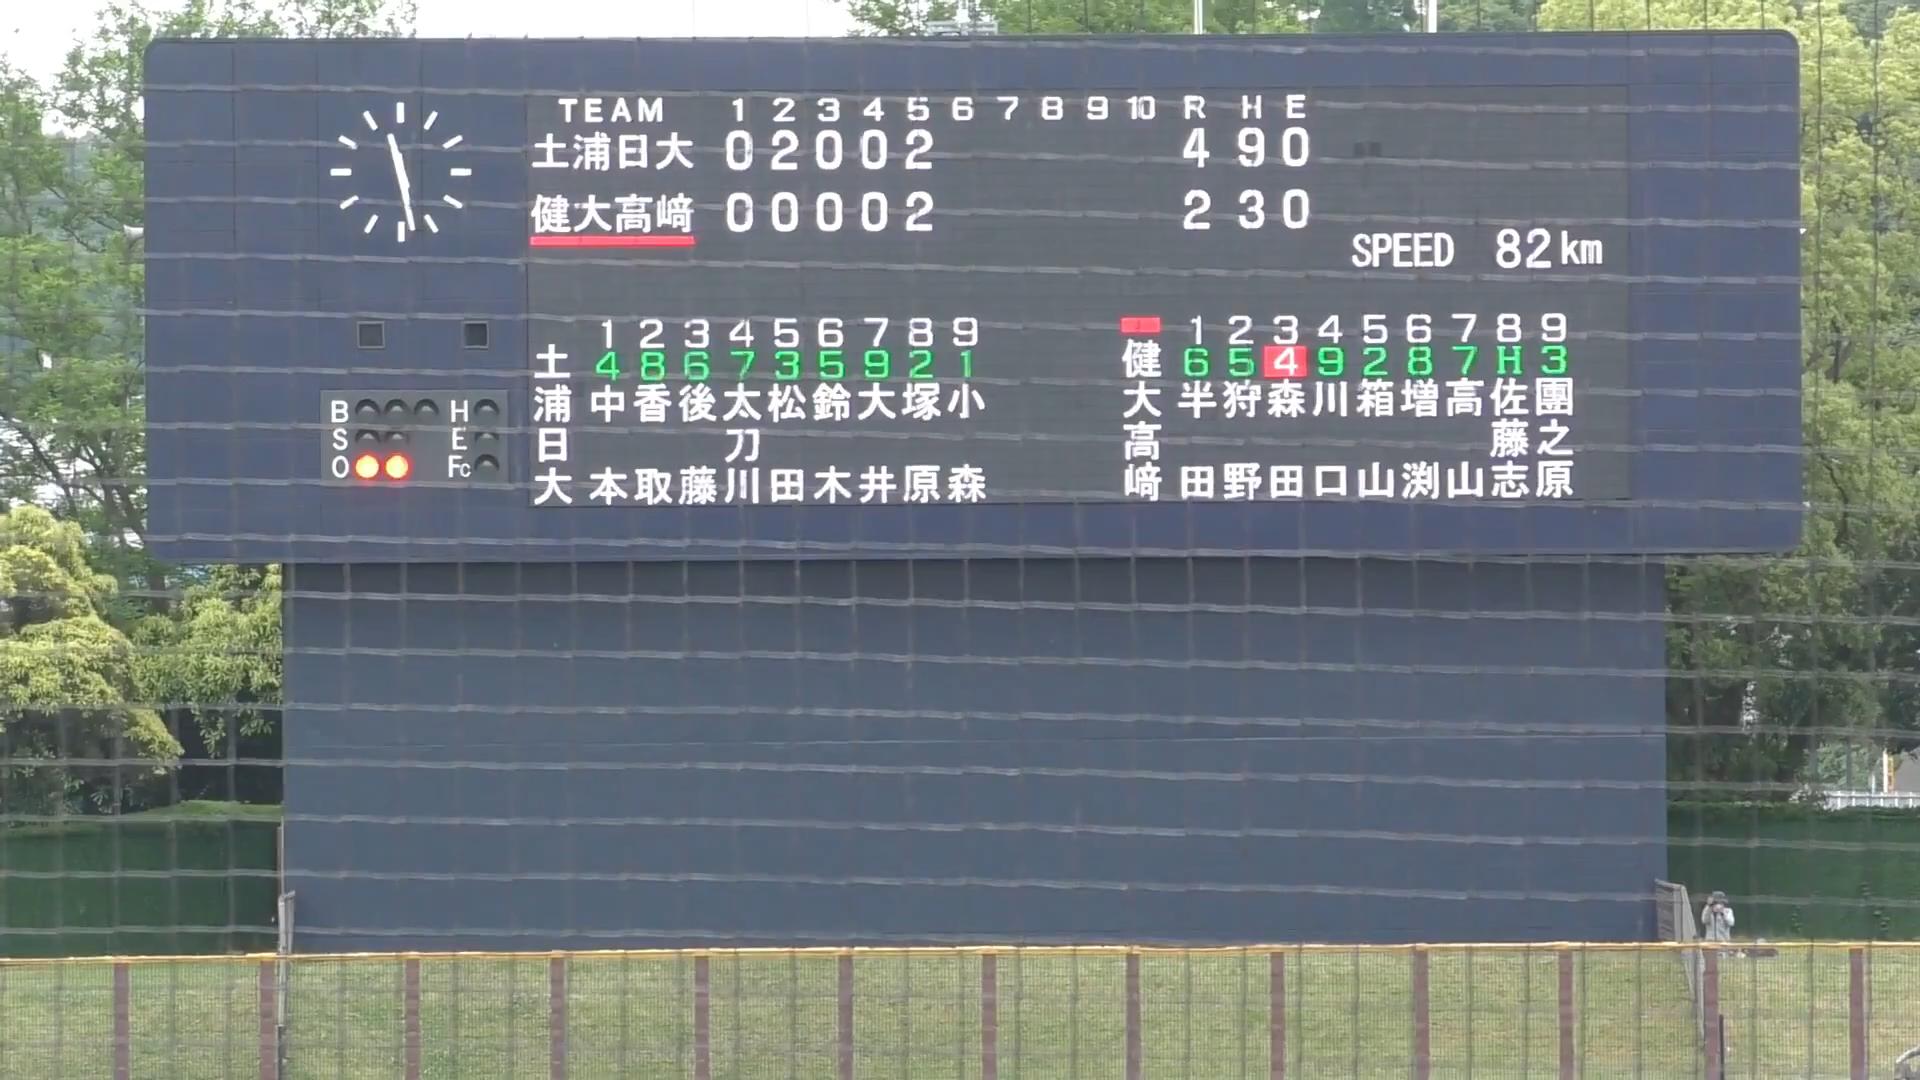 TEAM 1 2 3 4 5 6 7 8 9 10 R H E
土浦日大 0 2 0 0 2 4 9 0
健大高﨑 0 0 0 0 2 2 3 0
SPEED 82km
1 2 3 4 5 6 7 8 9
4 8 6 7 3 5 9 2 1
土浦日大
中本
香取
後藤
太刀川
松田
鈴木
大井
塚原
小森
1 2 3 4 5 6 7 8 9
6 5 4 9 2 8 7 H 3
健大高﨑
半田
狩野
森田
川口
箱山
増渕
高山
佐藤志
團之原
B H
S E
O Fc